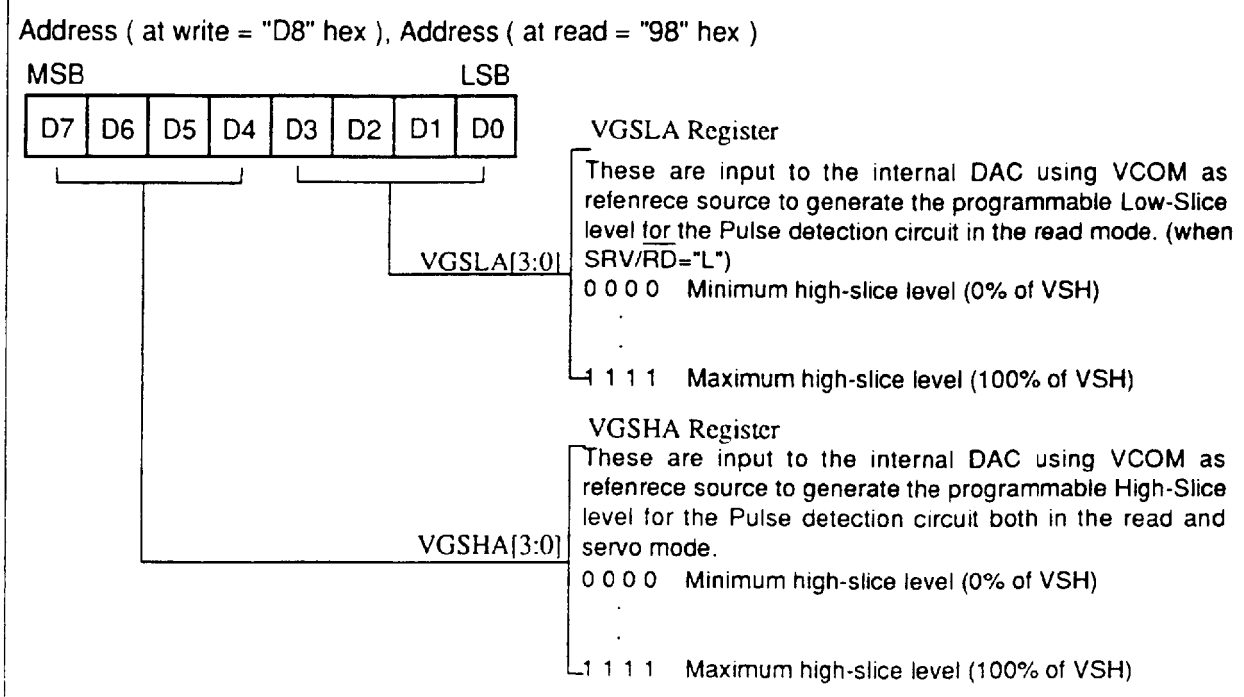 Address ( at write = "D8" hex ), Address ( at read = "98" hex )
MSB LSB
D7 D6 D5 D4 D3 D2 D1 D0
VGSLA Register
These are input to the internal DAC using VCOM as
refenrece source to generate the programmable Low-Slice
level for the Pulse detection circuit in the read mode. (when
SRV/R̅D̅="L")
VGSLA[3:0]
0 0 0 0 Minimum high-slice level (0% of VSH)
.
.
1 1 1 1 Maximum high-slice level (100% of VSH)
VGSHA Register
These are input to the internal DAC using VCOM as
refenrece source to generate the programmable High-Slice
level for the Pulse detection circuit both in the read and
servo mode.
VGSHA[3:0]
0 0 0 0 Minimum high-slice level (0% of VSH)
.
.
1 1 1 1 Maximum high-slice level (100% of VSH)